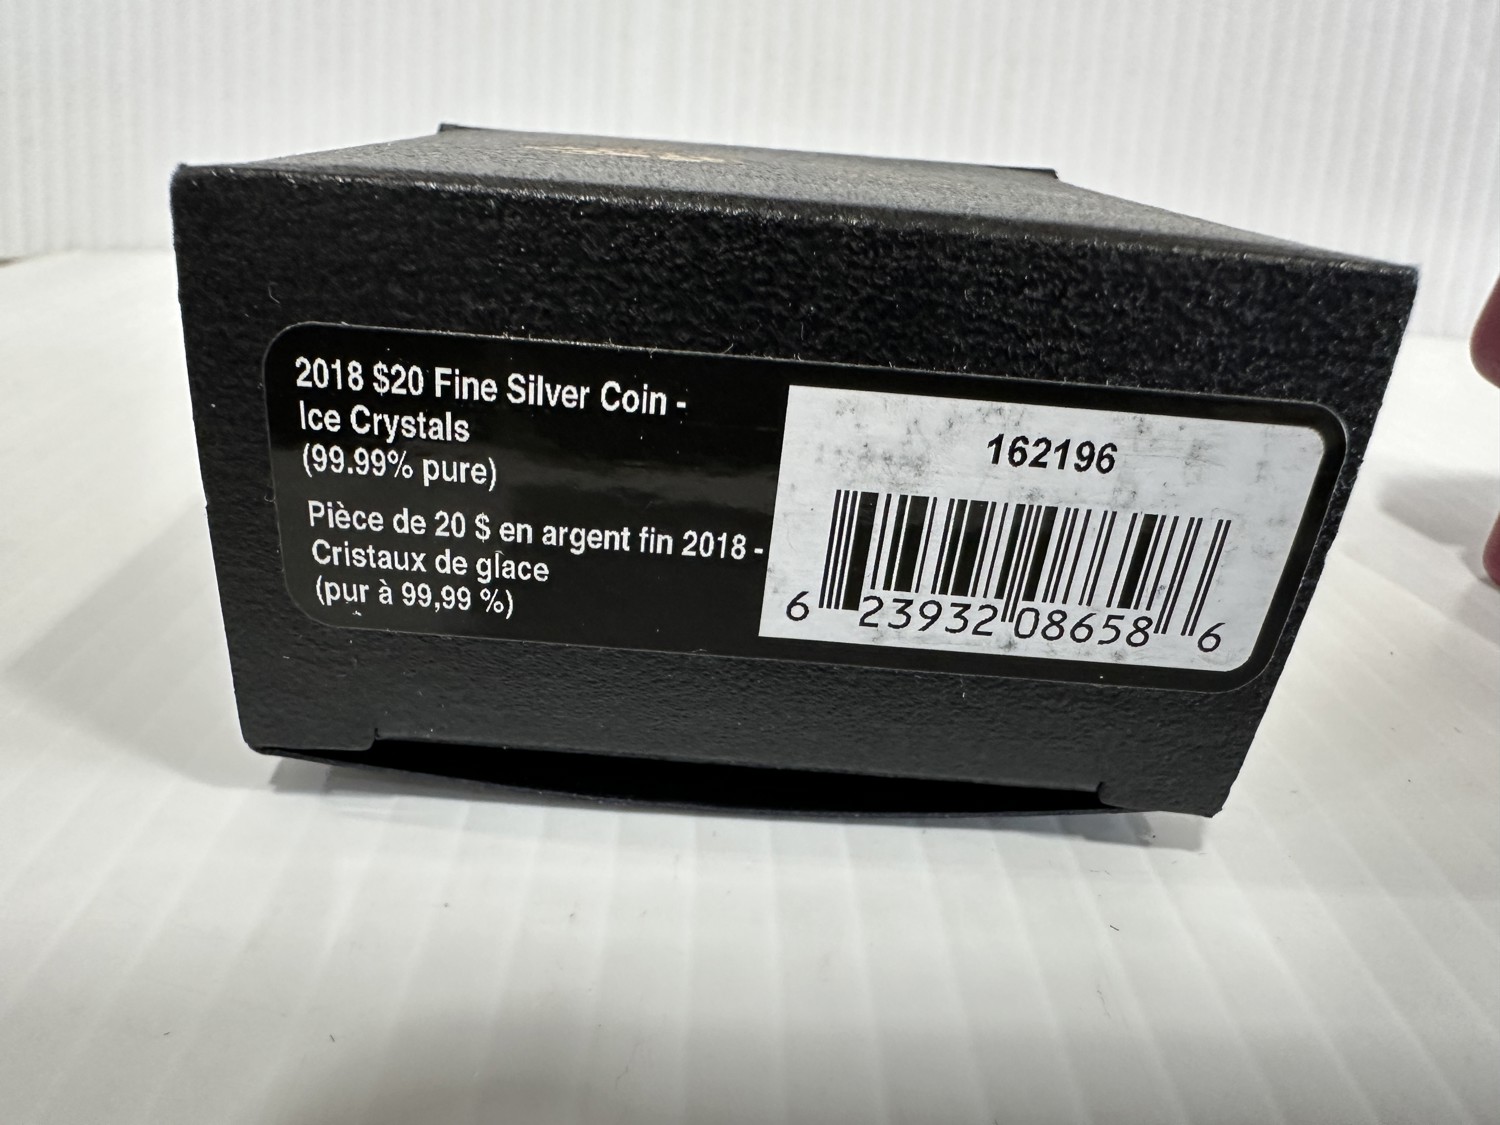 2018 $20 Fine Silver Coin -
Ice Crystals
(99.99% pure)
Pièce de 20 $ en argent fin 2018 -
Cristaux de glace
(pur à 99,99 %)
162196
6 23932 08658 6